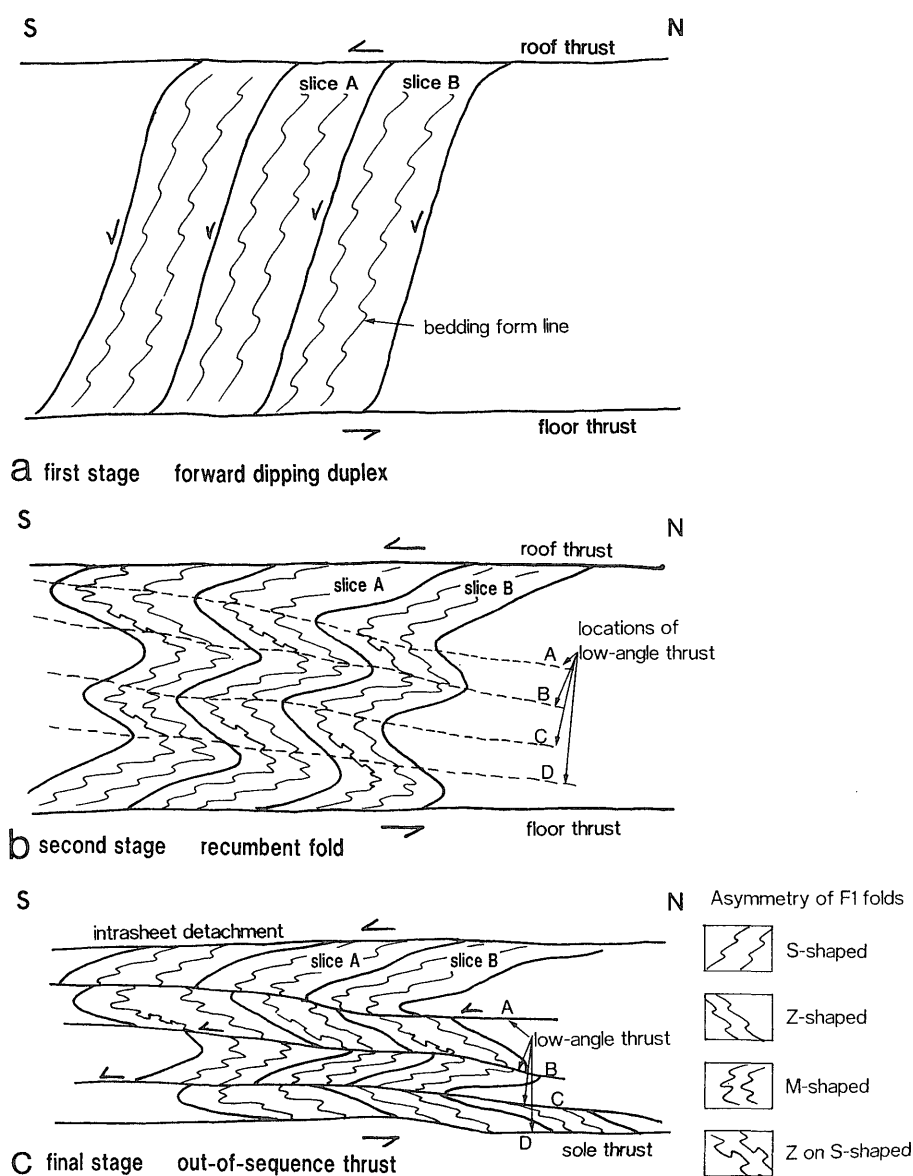 S N
roof thrust
slice A slice B
bedding form line
floor thrust
a first stage forward dipping duplex
S N
roof thrust
slice A slice B
locations of
low-angle thrust
A
B
C
D
floor thrust
b second stage recumbent fold
S N
intrasheet detachment
slice A slice B
A
low-angle thrust
B
C
D
sole thrust
c final stage out-of-sequence thrust
Asymmetry of F1 folds
S-shaped
Z-shaped
M-shaped
Z on S-shaped